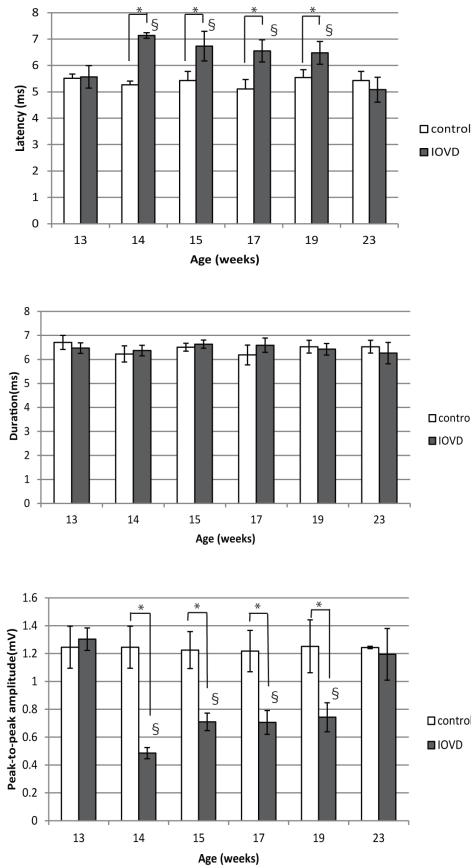 8
7
6
5
4
3
2
1
0
Latency (ms)
* § * § * § * §
control
IOVD
13 14 15 17 19 23
Age (weeks)
8
7
6
5
4
3
2
1
0
Duration(ms)
contro
IOVD
13 14 15 17 19 23
Age (weeks)
1.6
1.4
1.2
1
0.8
0.6
0.4
0.2
0
Peak-to-peak amplitude(mV)
* * * *
§ § § §
control
IOVD
13 14 15 17 19 23
Age (weeks)